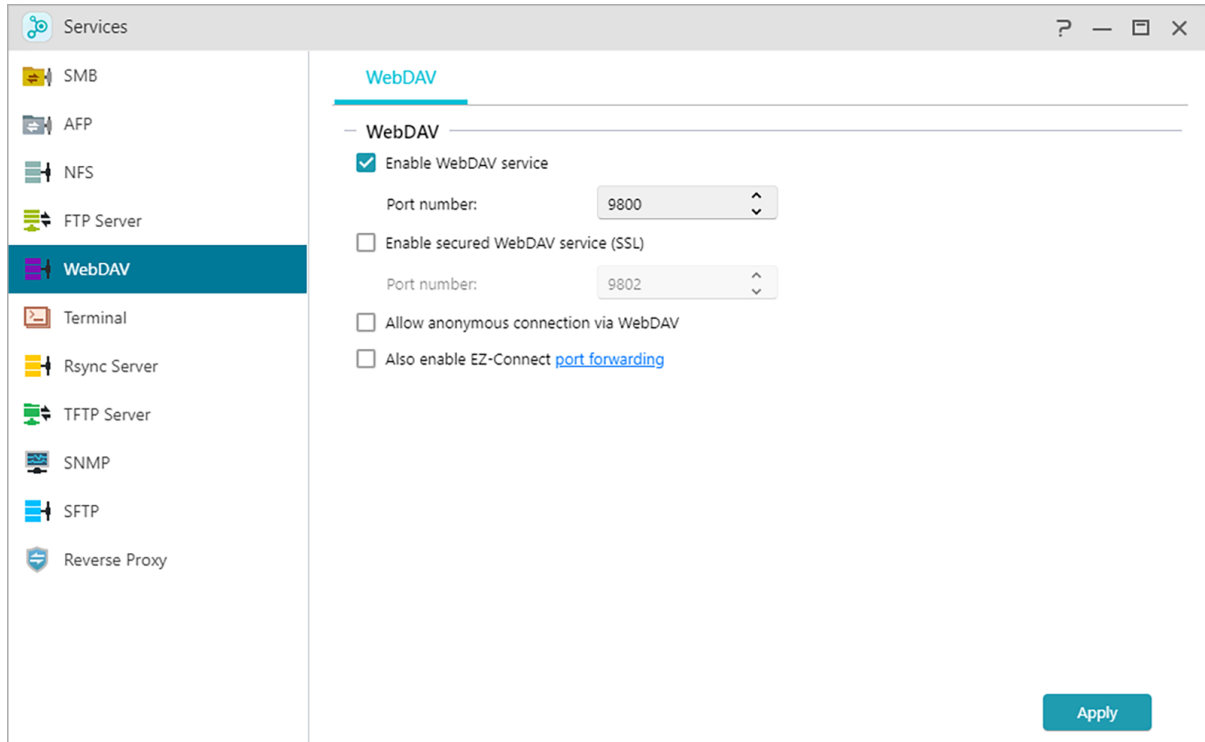 Services
SMB
AFP
NFS
FTP Server
WebDAV
Terminal
Rsync Server
TFTP Server
SNMP
SFTP
Reverse Proxy
WebDAV
WebDAV
Enable WebDAV service
Port number: 9800
Enable secured WebDAV service (SSL)
Port number: 9802
Allow anonymous connection via WebDAV
Also enable EZ-Connect port forwarding
Apply